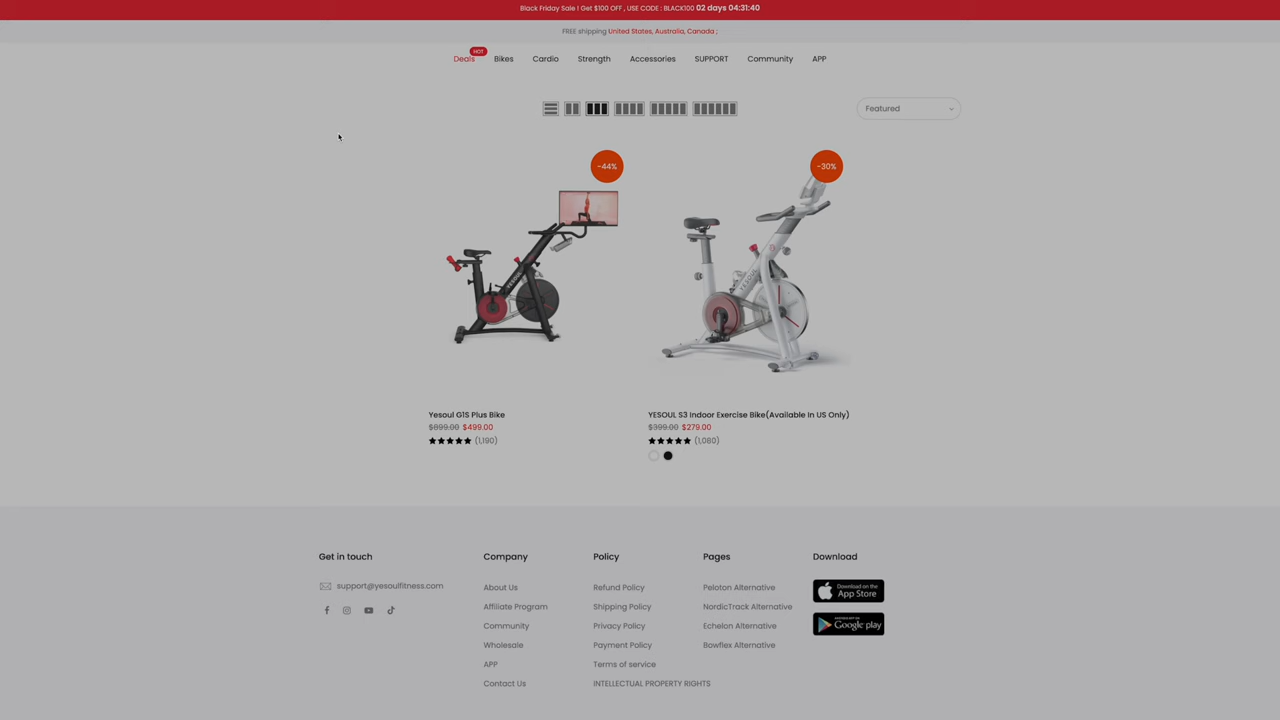 Black Friday Sale ! Get $100 OFF , USE CODE : BLACK100 02 days 04:31:40
FREE shipping United States, Australia, Canada ;
HOT
Deals Bikes Cardio Strength Accessories SUPPORT Community APP
Featured
-44%
-30%
YESOUL
YESOUL
Yesoul G1S Plus Bike
$899.00 $499.00
(1,190)
YESOUL S3 Indoor Exercise Bike(Available In US Only)
$399.00 $279.00
(1,080)
Get in touch
support@yesoulfitness.com
Company
About Us
Affiliate Program
Community
Wholesale
APP
Contact Us
Policy
Refund Policy
Shipping Policy
Privacy Policy
Payment Policy
Terms of service
INTELLECTUAL PROPERTY RIGHTS
Pages
Peloton Alternative
NordicTrack Alternative
Echelon Alternative
Bowflex Alternative
Download
Download on the
App Store
ANDROID APP ON
Google play